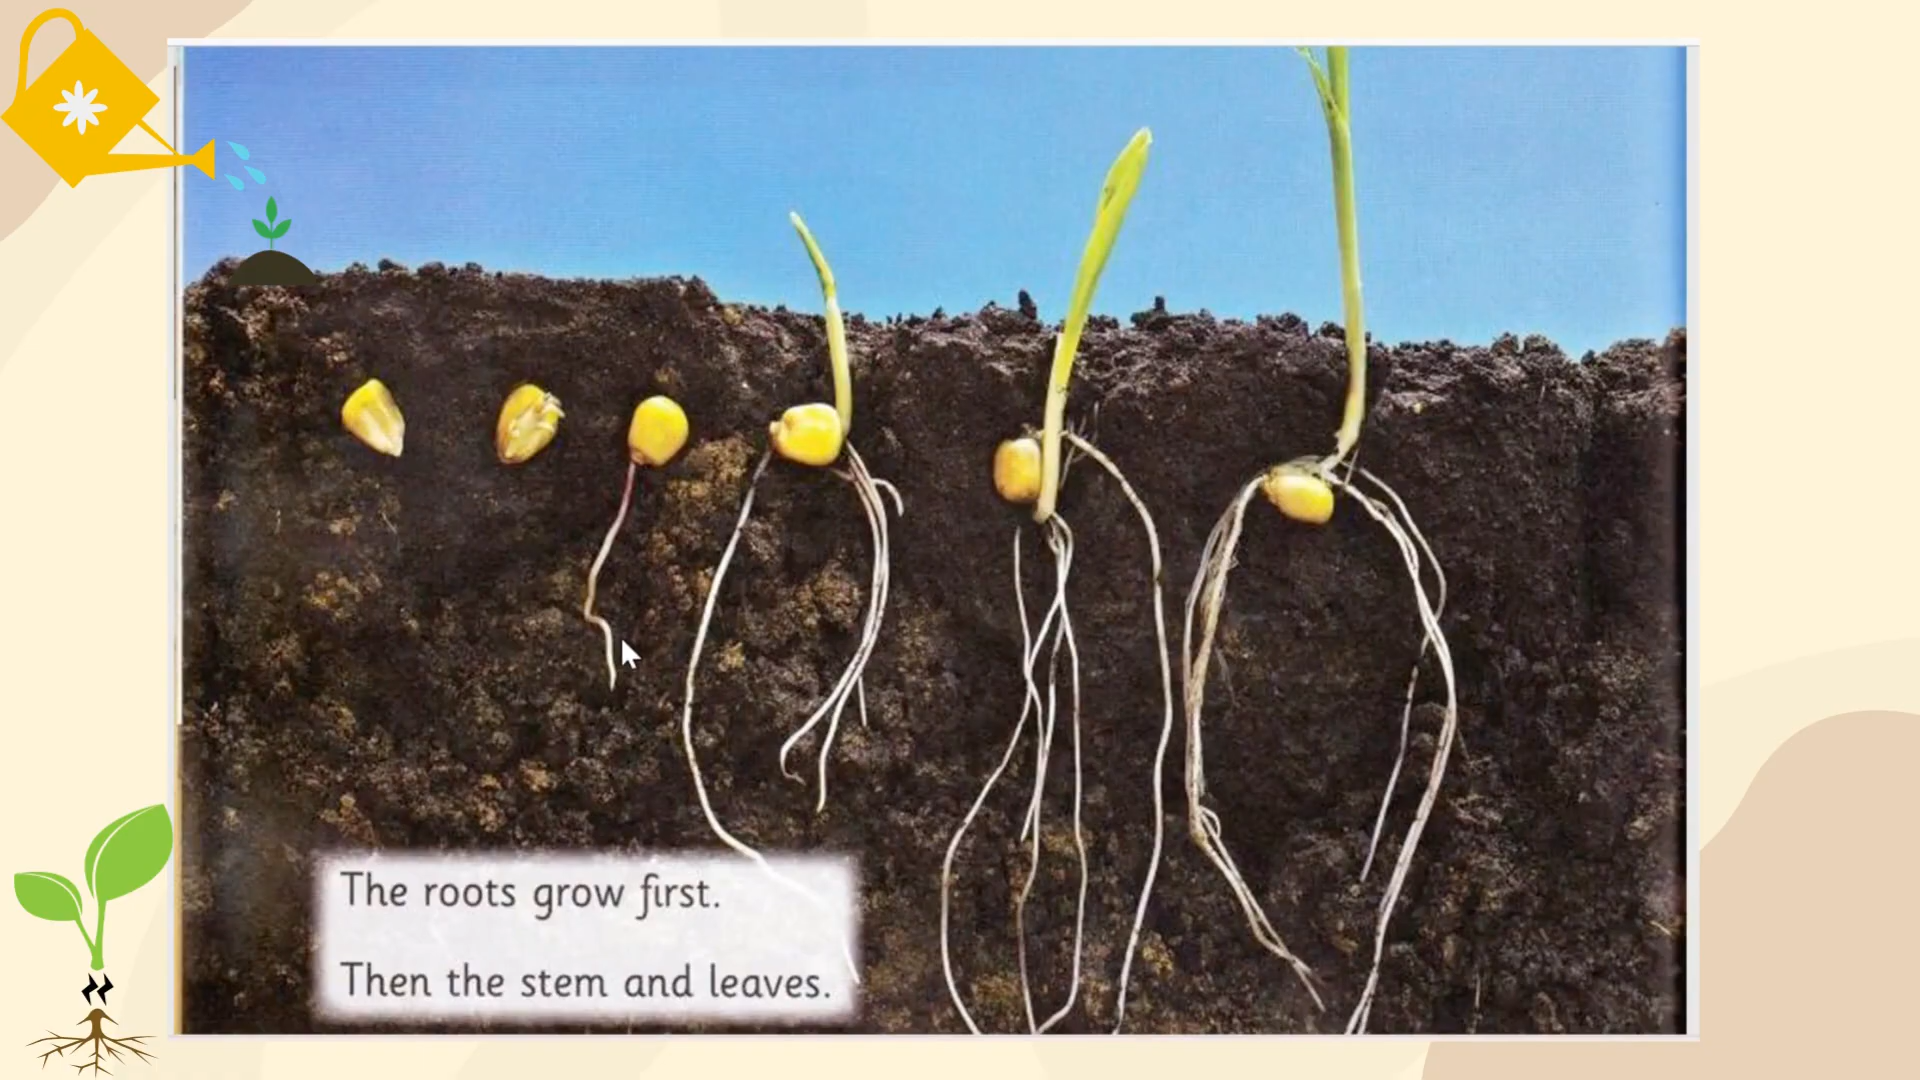 The roots grow first.
Then the stem and leaves.